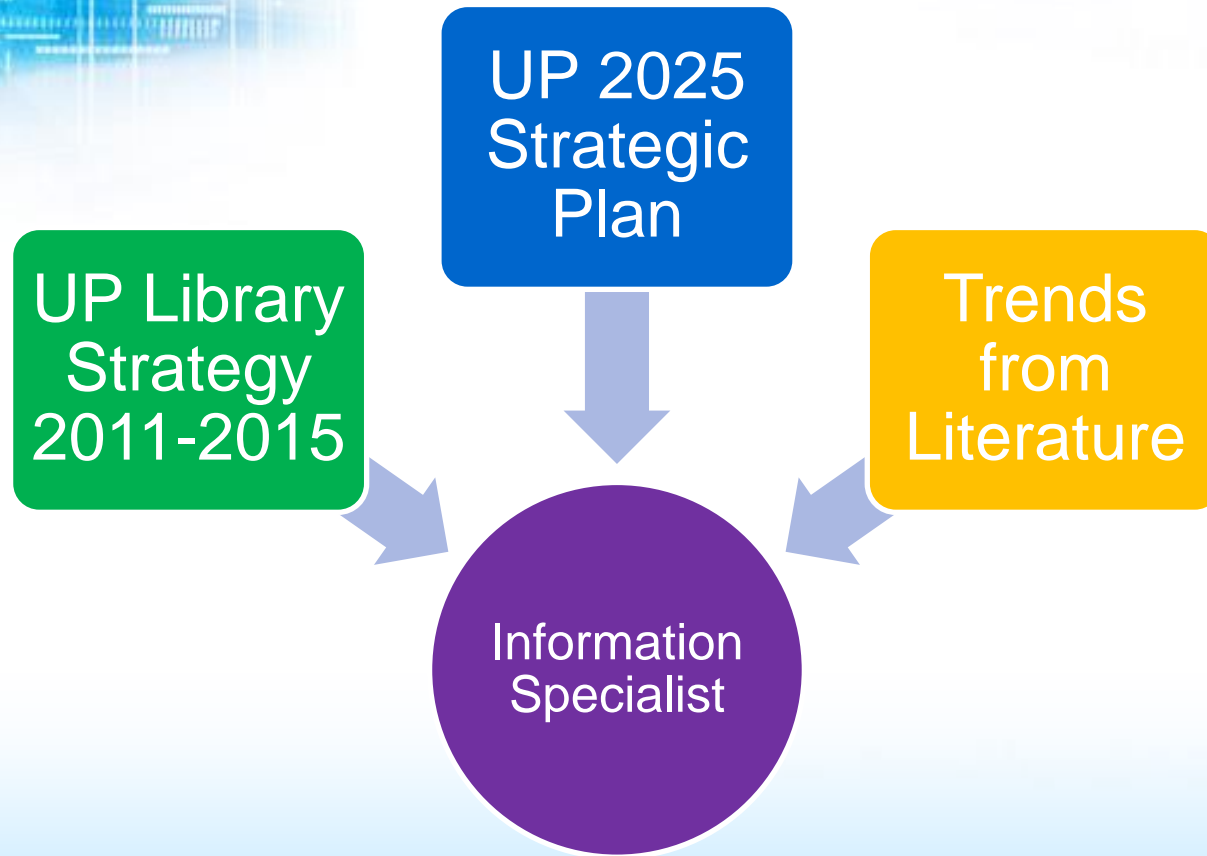 UP 2025
Strategic
Plan
UP Library
Strategy
2011-2015
Trends
from
Literature
Information
Specialist